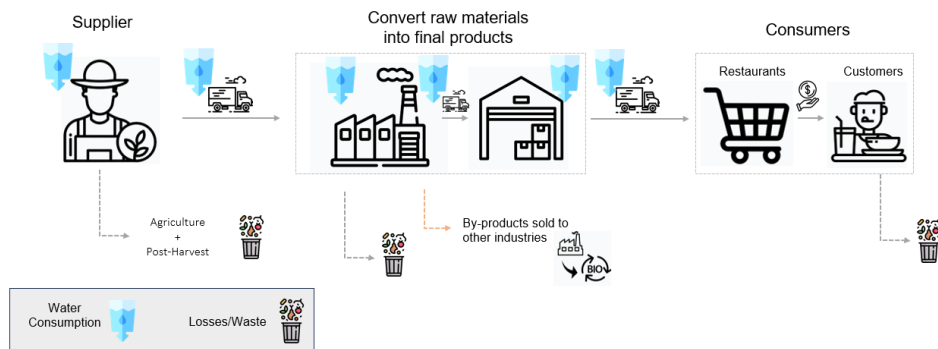 Supplier
Convert raw materials
into final products
Consumers
Restaurants
Customers
$
Agriculture
+
Post-Harvest
By-products sold to
other industries
BIO
Water
Consumption
Losses/Waste